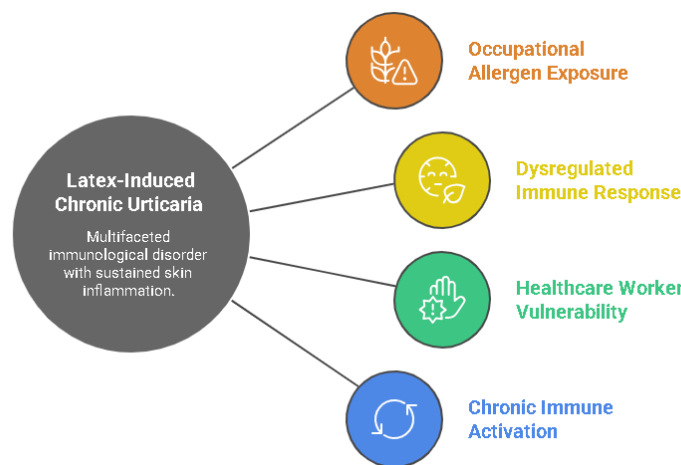 Latex-Induced
Chronic Urticaria
Multifaceted
immunological disorder
with sustained skin
inflammation.
Occupational
Allergen Exposure
Dysregulated
Immune Response
Healthcare Worker
Vulnerability
Chronic Immune
Activation